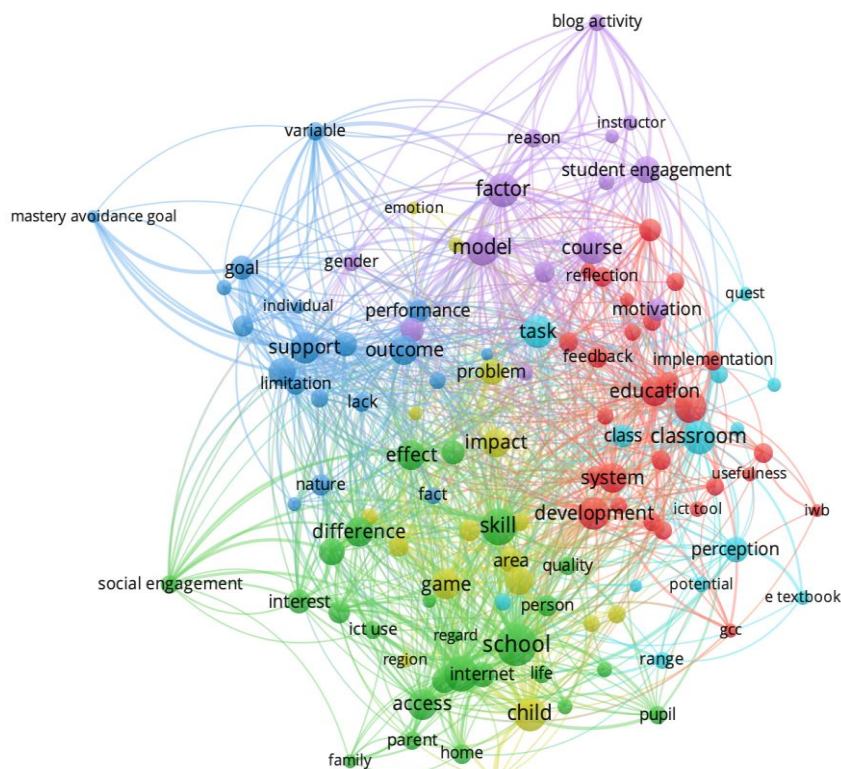 blog activity
instructor
variable
reason
student engagement
factor
emotion
mastery avoidance goal
model
course
gender
goal
reflection
quest
individual
performance
motivation
task
support
outcome
feedback
implementation
problem
limitation
education
lack
class
classroom
impact
effect
usefulness
system
nature
fact
ict tool
iwb
development
skill
difference
perception
area
quality
social engagement
game
potential
e textbook
interest
person
ict use
regard
gcc
school
region
range
internet
life
access
child
pupil
parent
home
family